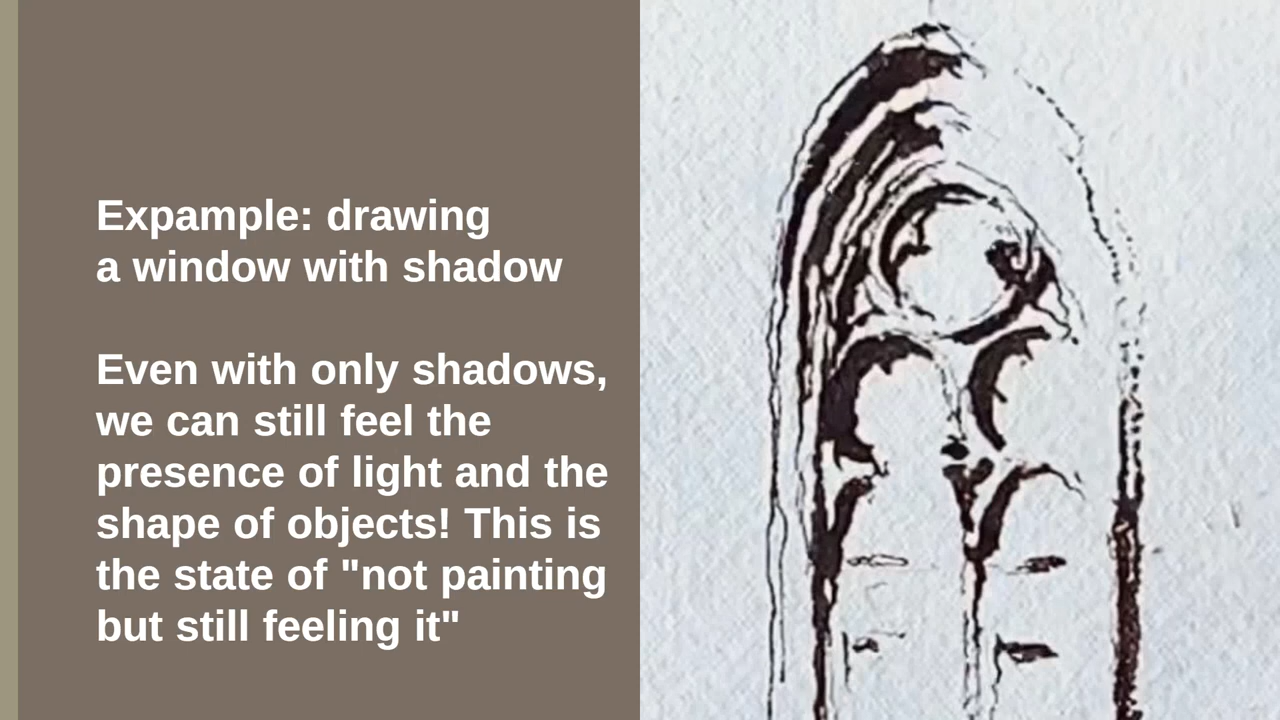 Expample: drawing
a window with shadow
Even with only shadows,
we can still feel the
presence of light and the
shape of objects! This is
the state of "not painting
but still feeling it"